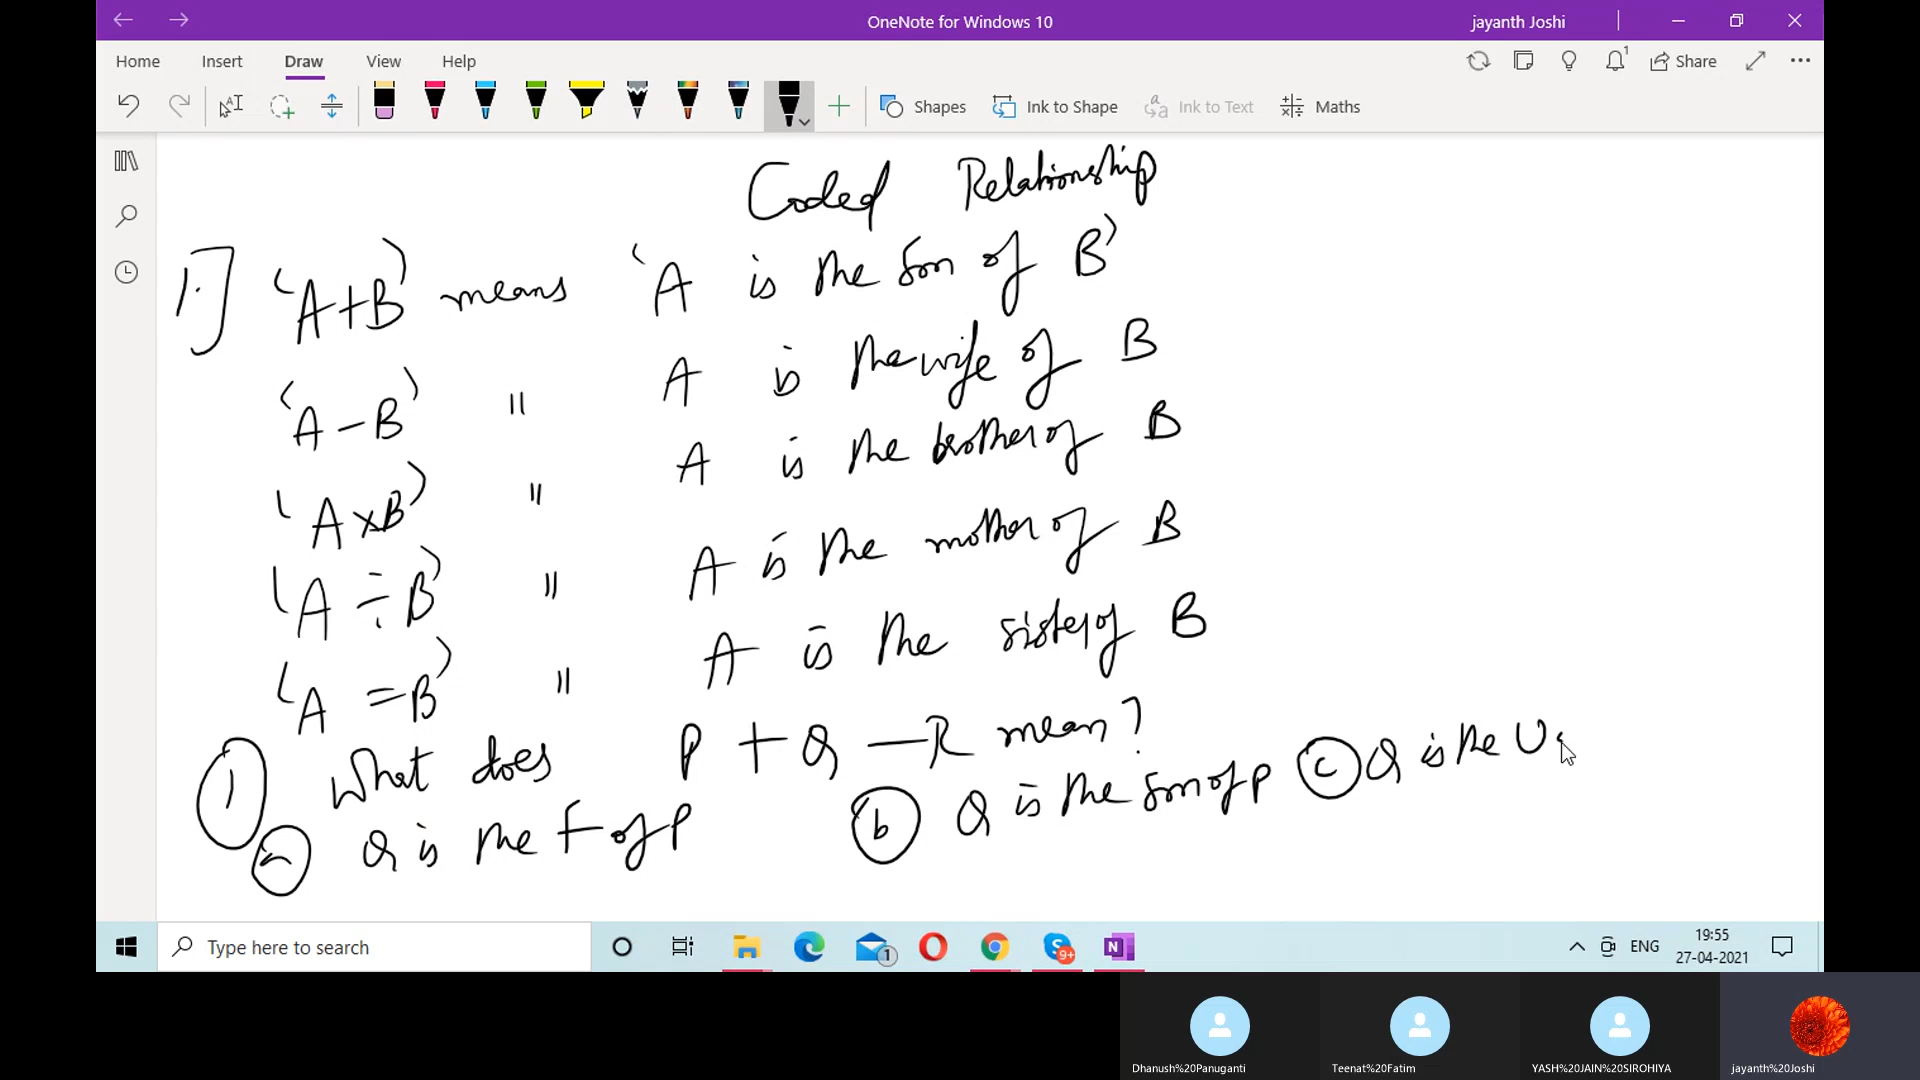 OneNote for Windows 10
jayanth Joshi
Home Insert Draw View Help
1 Share
Shapes Ink to Shape Ink to Text Maths
Coded Relationship
1.] 'A+B' means 'A is the son of B'
'A - B' " A is the wife of B
'A × B' " A is the brother of B
'A ÷ B' " A is the mother of B
'A = B' " A is the sister of B
1 What does P + Q - R mean?
a Q is the F of P b Q is the son of P c Q is the
Type here to search
1
9+
ENG
19:55
27-04-2021
Dhanush%20Panuganti Teenat%20Fatim YASH%20JAIN%20SIROHIYA jayanth%20Joshi